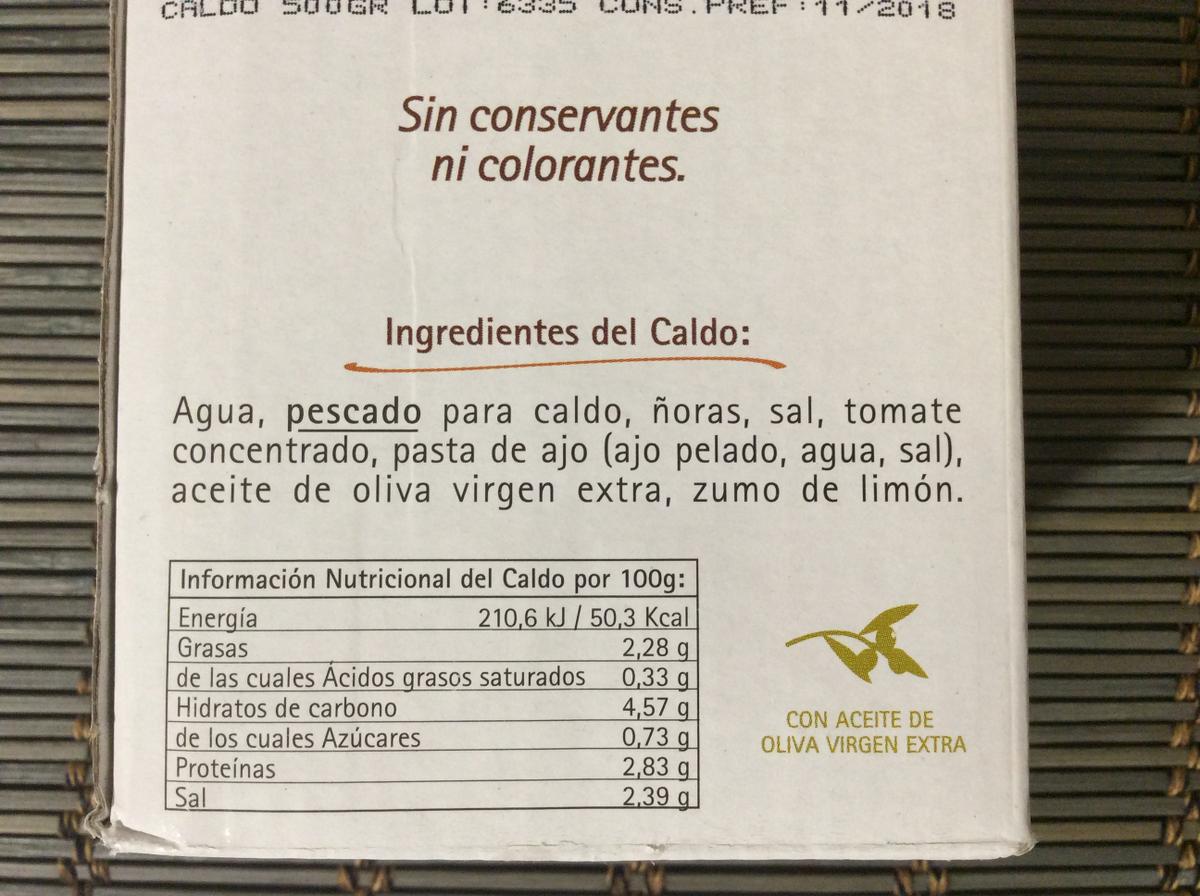 CALDO 500GR LOT:6335 CONS.PREF:11/2018
Sin conservantes
ni colorantes.
Ingredientes del Caldo:
Agua, pescado para caldo, ñoras, sal, tomate
concentrado, pasta de ajo (ajo pelado, agua, sal),
aceite de oliva virgen extra, zumo de limón.
Información Nutricional del Caldo por 100g:
Energía 210,6 kJ / 50,3 Kcal
Grasas 2,28 g
de las cuales Ácidos grasos saturados 0,33 g
Hidratos de carbono 4,57 g
de los cuales Azúcares 0,73 g
Proteínas 2,83 g
Sal 2,39 g
CON ACEITE DE
OLIVA VIRGEN EXTRA